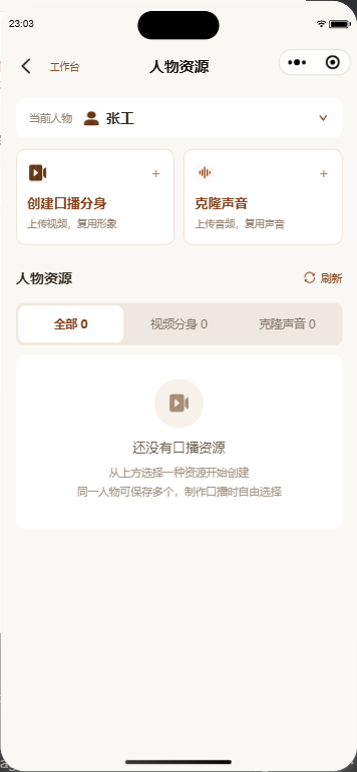 23:03
工作台
人物资源
当前人物 张工
创建口播分身
上传视频，复用形象
克隆声音
上传音频，复用声音
人物资源
刷新
全部 0
视频分身 0
克隆声音 0
还没有口播资源
从上方选择一种资源开始创建
同一人物可保存多个，制作口播时自由选择